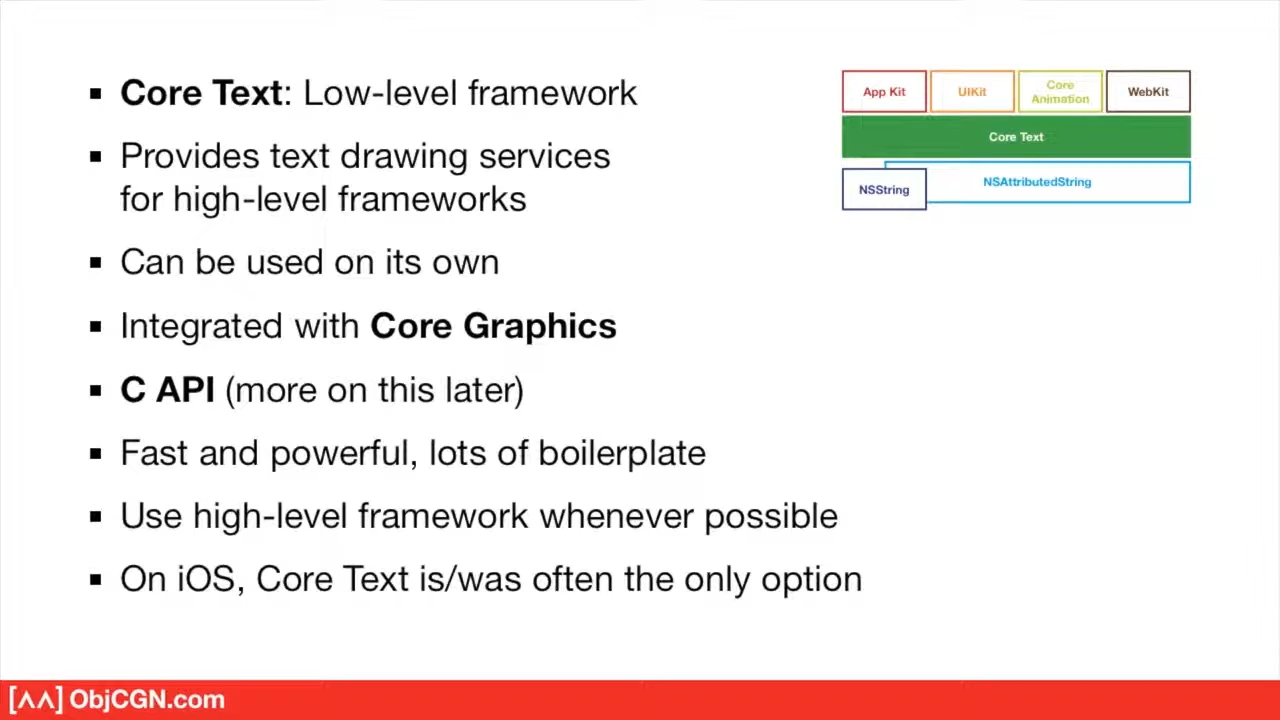 ▪ Core Text: Low-level framework
▪ Provides text drawing services
for high-level frameworks
▪ Can be used on its own
▪ Integrated with Core Graphics
▪ C API (more on this later)
▪ Fast and powerful, lots of boilerplate
▪ Use high-level framework whenever possible
▪ On iOS, Core Text is/was often the only option
App Kit
UIKit
Core
Animation
WebKit
Core Text
NSString
NSAttributedString
[ʌʌ] ObjCGN.com